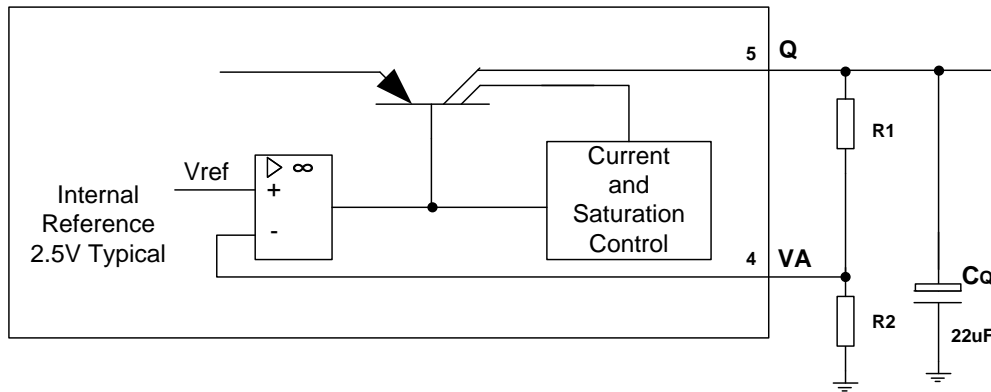 5 Q
R1
Vref
∞
+
-
Internal
Reference
2.5V Typical
Current
and
Saturation
Control
4 VA
R2
CQ
22uF